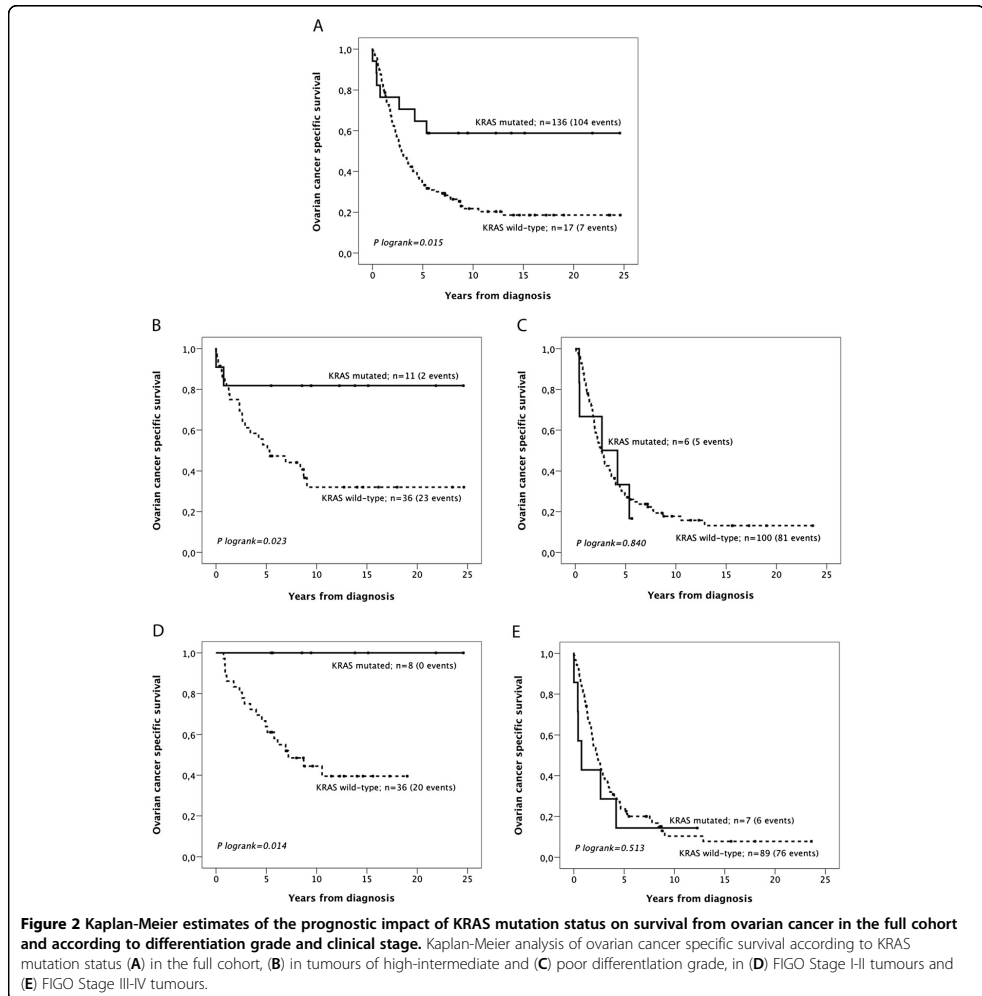 A
Ovarian cancer specific survival
1,0
0,8
0,6
0,4
0,2
0,0
KRAS mutated; n=136 (104 events)
KRAS wild-type; n=17 (7 events)
P logrank=0.015
0 5 10 15 20 25
Years from diagnosis
B
Ovarian cancer specific survival
1,0
0,8
0,6
0,4
0,2
0,0
KRAS mutated; n=11 (2 events)
KRAS wild-type; n=36 (23 events)
P logrank=0.023
0 5 10 15 20 25
Years from diagnosis
C
Ovarian cancer specific survival
1,0
0,8
0,6
0,4
0,2
0,0
KRAS mutated; n=6 (5 events)
KRAS wild-type; n=100 (81 events)
P logrank=0.840
0 5 10 15 20 25
Years from diagnosis
D
Ovarian cancer specific survival
1,0
0,8
0,6
0,4
0,2
0,0
KRAS mutated; n=8 (0 events)
KRAS wild-type; n=36 (20 events)
P logrank=0.014
0 5 10 15 20 25
Years from diagnosis
E
Ovarian cancer specific survival
1,0
0,8
0,6
0,4
0,2
0,0
KRAS mutated; n=7 (6 events)
KRAS wild-type; n=89 (76 events)
P logrank=0.513
0 5 10 15 20 25
Years from diagnosis
Figure 2 Kaplan-Meier estimates of the prognostic impact of KRAS mutation status on survival from ovarian cancer in the full cohort
and according to differentiation grade and clinical stage. Kaplan-Meier analysis of ovarian cancer specific survival according to KRAS
mutation status (A) in the full cohort, (B) in tumours of high-intermediate and (C) poor differentlation grade, in (D) FIGO Stage I-II tumours and
(E) FIGO Stage III-IV tumours.